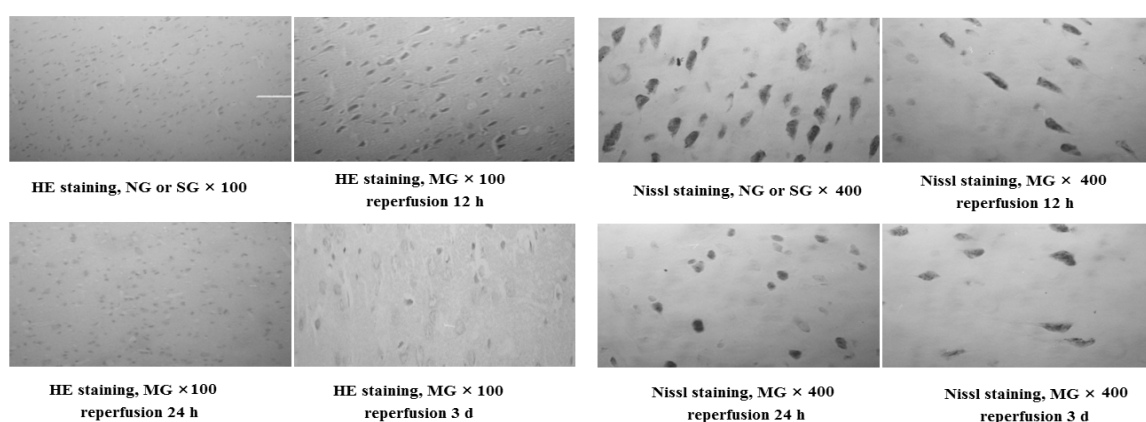 HE staining, NG or SG × 100
HE staining, MG × 100
reperfusion 12 h
Nissl staining, NG or SG × 400
Nissl staining, MG × 400
reperfusion 12 h
HE staining, MG ×100
reperfusion 24 h
HE staining, MG × 100
reperfusion 3 d
Nissl staining, MG × 400
reperfusion 24 h
Nissl staining, MG × 400
reperfusion 3 d